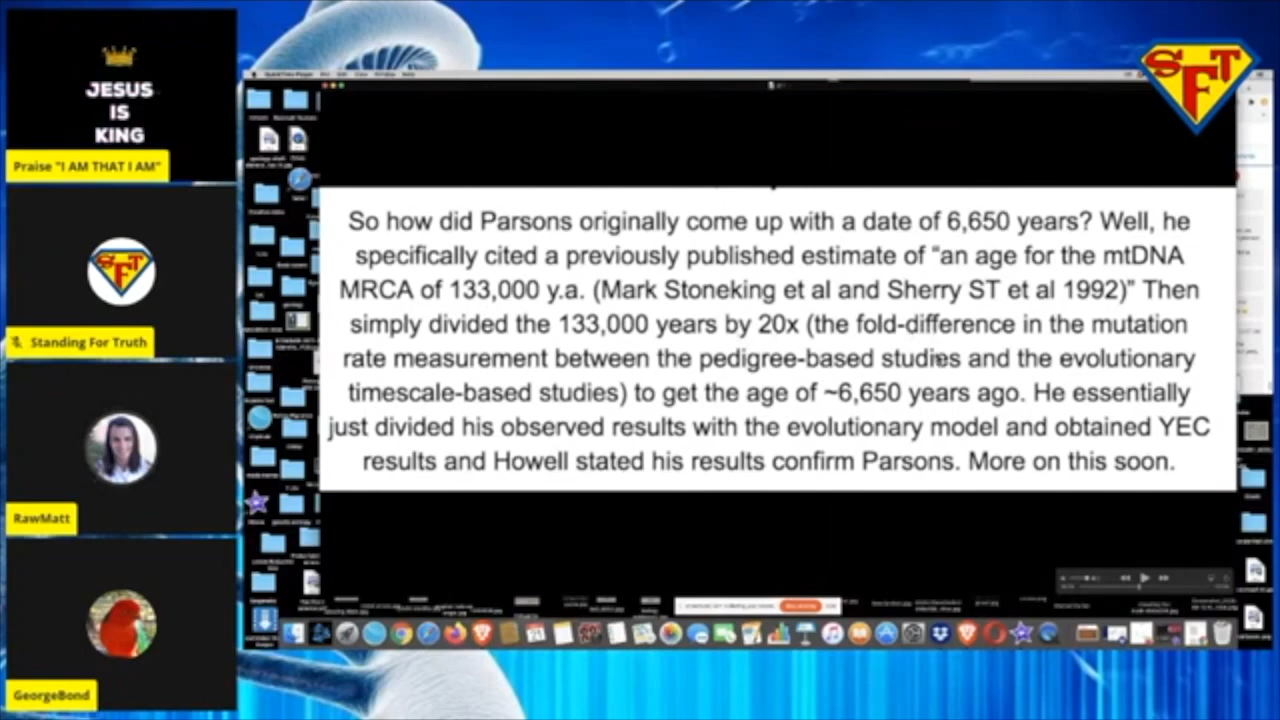 JESUS
IS
KING
Praise "I AM THAT I AM"
SFT
Standing For Truth
RawMatt
GeorgeBond
SFT
So how did Parsons originally come up with a date of 6,650 years? Well, he
specifically cited a previously published estimate of “an age for the mtDNA
MRCA of 133,000 y.a. (Mark Stoneking et al and Sherry ST et al 1992)” Then
simply divided the 133,000 years by 20x (the fold-difference in the mutation
rate measurement between the pedigree-based studies and the evolutionary
timescale-based studies) to get the age of ~6,650 years ago. He essentially
just divided his observed results with the evolutionary model and obtained YEC
results and Howell stated his results confirm Parsons. More on this soon.